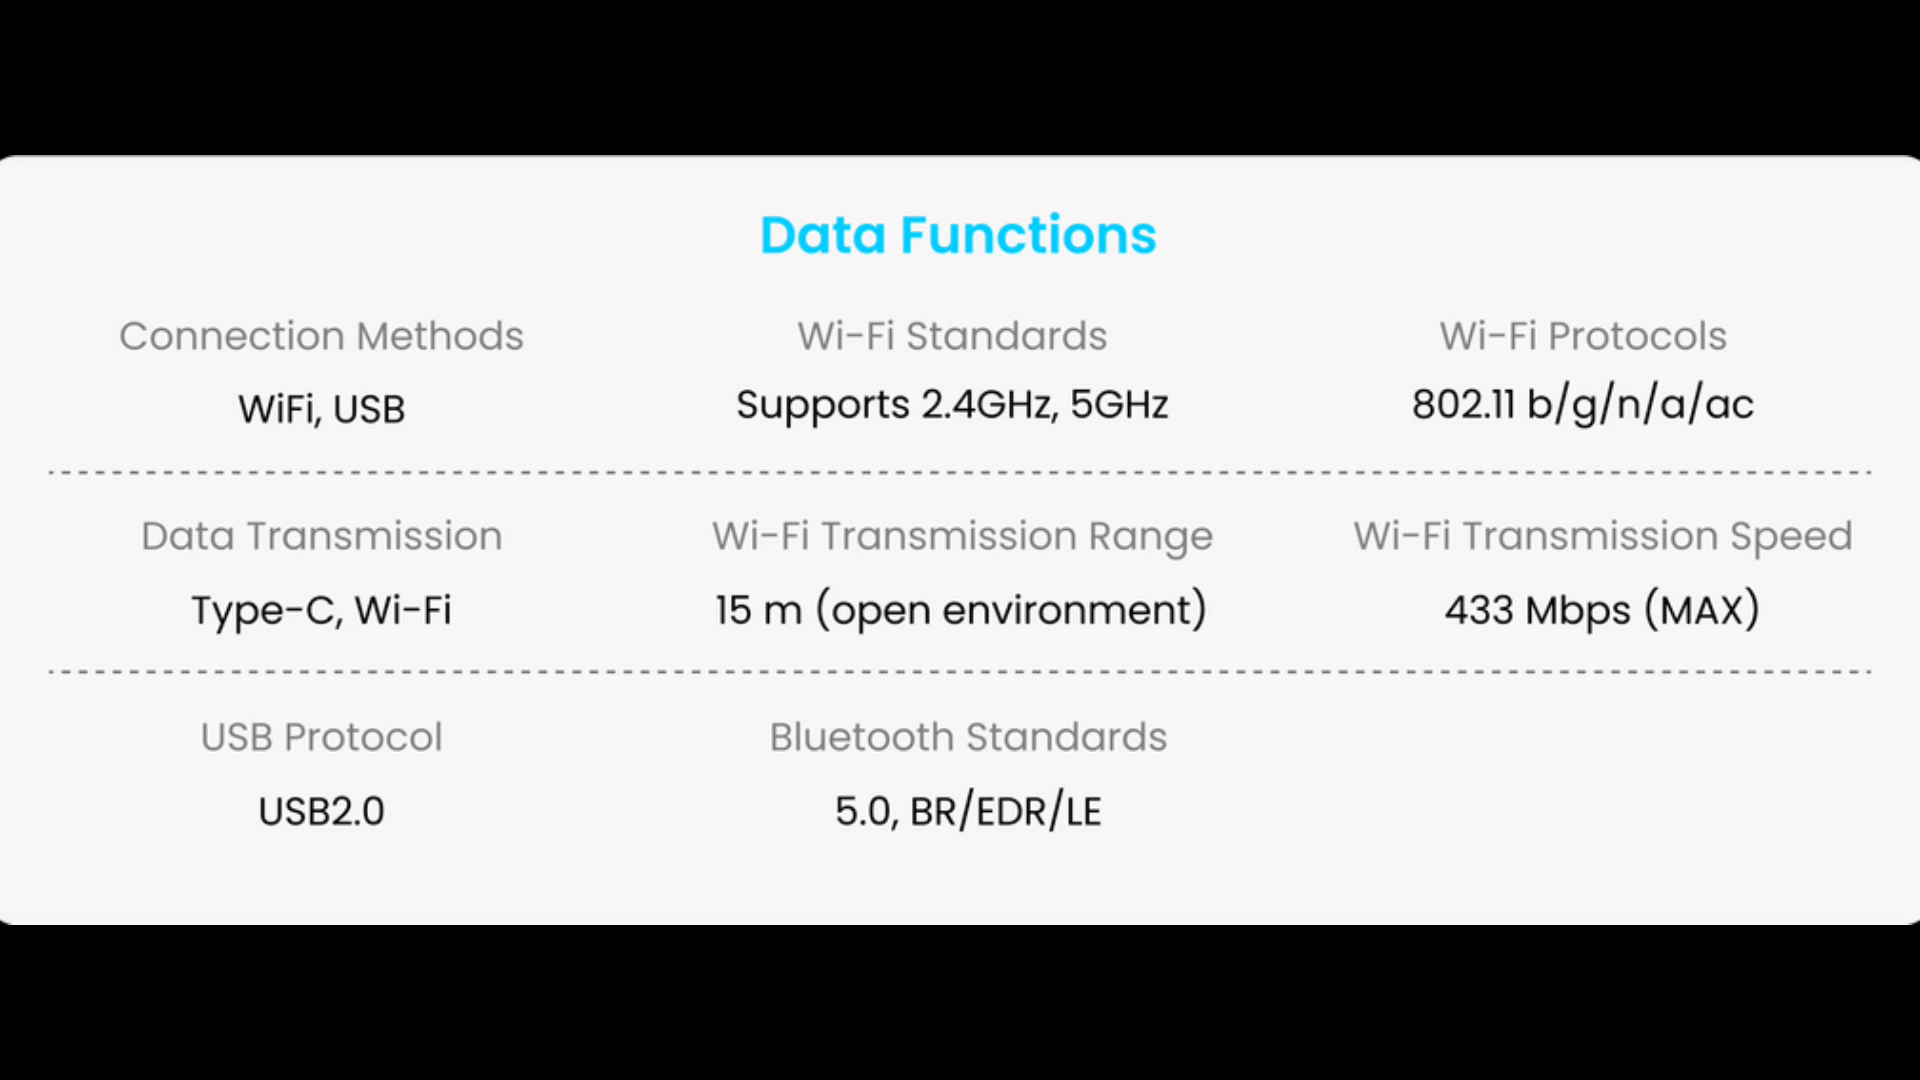 Data Functions
Connection Methods
WiFi, USB
Wi-Fi Standards
Supports 2.4GHz, 5GHz
Wi-Fi Protocols
802.11 b/g/n/a/ac
Data Transmission
Type-C, Wi-Fi
Wi-Fi Transmission Range
15 m (open environment)
Wi-Fi Transmission Speed
433 Mbps (MAX)
USB Protocol
USB2.0
Bluetooth Standards
5.0, BR/EDR/LE